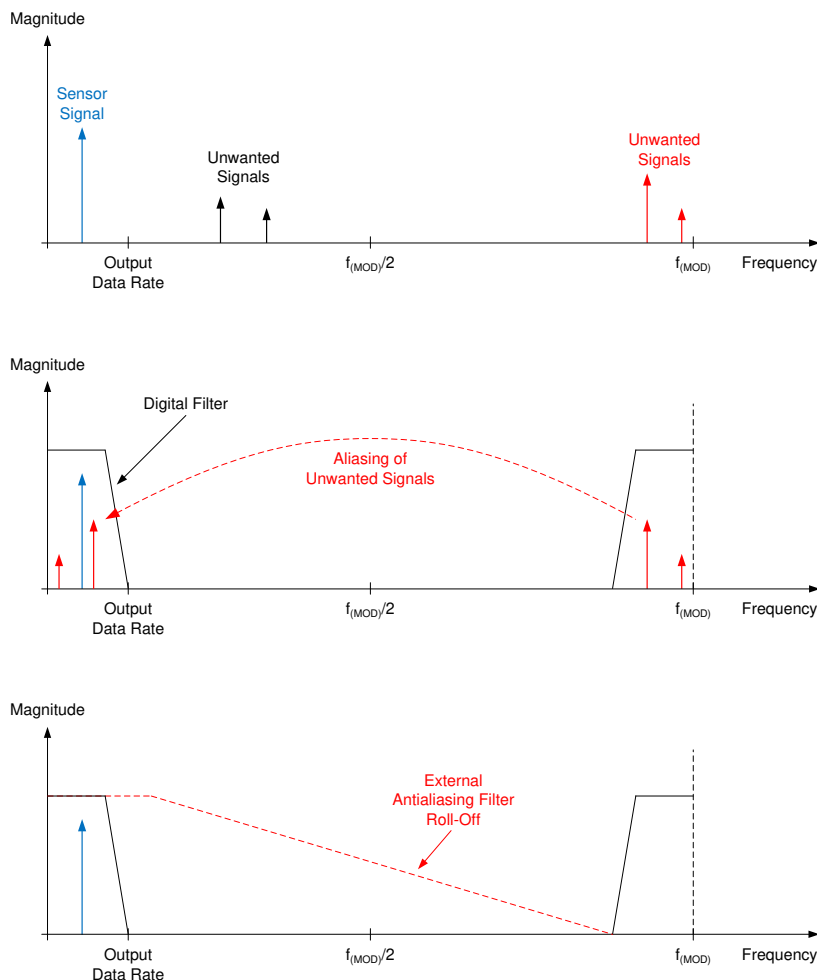 Magnitude
Sensor
Signal
Unwanted
Signals
Unwanted
Signals
Output
Data Rate
f(MOD)/2
f(MOD)
Frequency
Magnitude
Digital Filter
Aliasing of
Unwanted Signals
Output
Data Rate
f(MOD)/2
f(MOD)
Frequency
Magnitude
External
Antialiasing Filter
Roll-Off
Output
Data Rate
f(MOD)/2
f(MOD)
Frequency